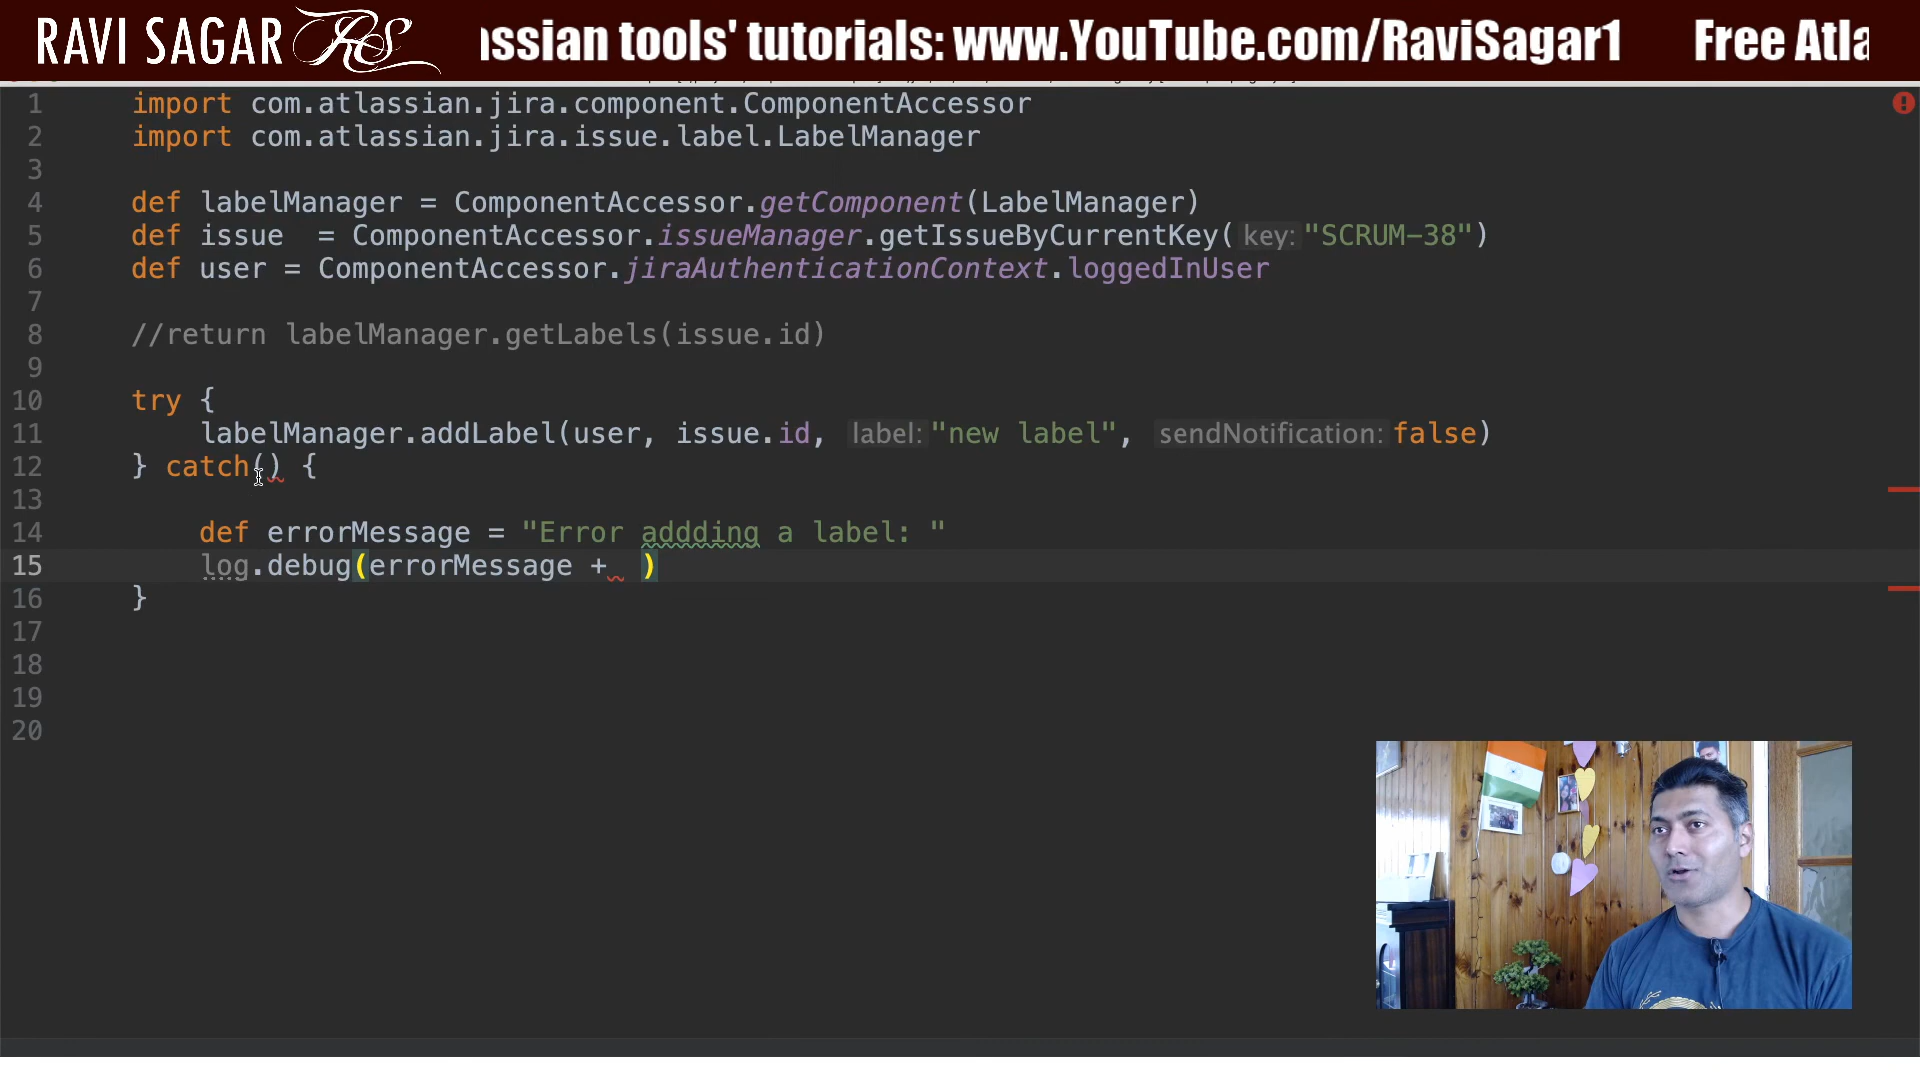 RAVI SAGAR RS ssian tools' tutorials: www.YouTube.com/RaviSagar1 Free Atla
1 import com.atlassian.jira.component.ComponentAccessor
2 import com.atlassian.jira.issue.label.LabelManager
3
4 def labelManager = ComponentAccessor.getComponent(LabelManager)
5 def issue  = ComponentAccessor.issueManager.getIssueByCurrentKey( key: "SCRUM-38")
6 def user = ComponentAccessor.jiraAuthenticationContext.loggedInUser
7
8 //return labelManager.getLabels(issue.id)
9
10 try {
11 labelManager.addLabel(user, issue.id, label: "new label", sendNotification: false)
12 } catch() {
13
14 def errorMessage = "Error addding a label: "
15 log.debug(errorMessage + )
16 }
17
18
19
20